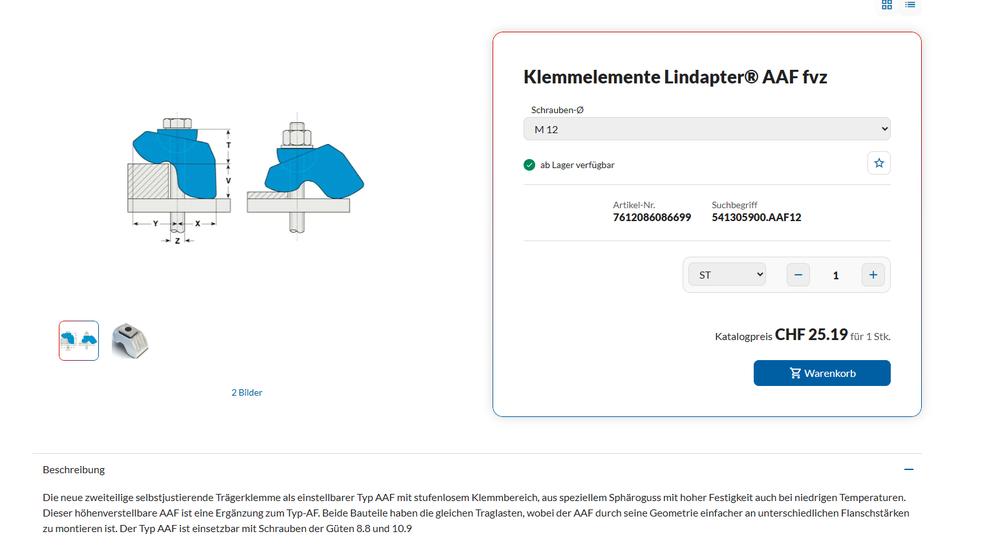 Klemmelemente Lindapter® AAF fvz
Schrauben-Ø
M 12
ab Lager verfügbar
Artikel-Nr.
7612086086699
Suchbegriff
541305900.AAF12
ST
1
Katalogpreis CHF 25.19 für 1 Stk.
Warenkorb
T
V
Y
X
Z
2 Bilder
Beschreibung
Die neue zweiteilige selbstjustierende Trägerklemme als einstellbarer Typ AAF mit stufenlosem Klemmbereich, aus speziellem Sphäroguss mit hoher Festigkeit auch bei niedrigen Temperaturen.
Dieser höhenverstellbare AAF ist eine Ergänzung zum Typ-AF. Beide Bauteile haben die gleichen Traglasten, wobei der AAF durch seine Geometrie einfacher an unterschiedlichen Flanschstärken
zu montieren ist. Der Typ AAF ist einsetzbar mit Schrauben der Güten 8.8 und 10.9